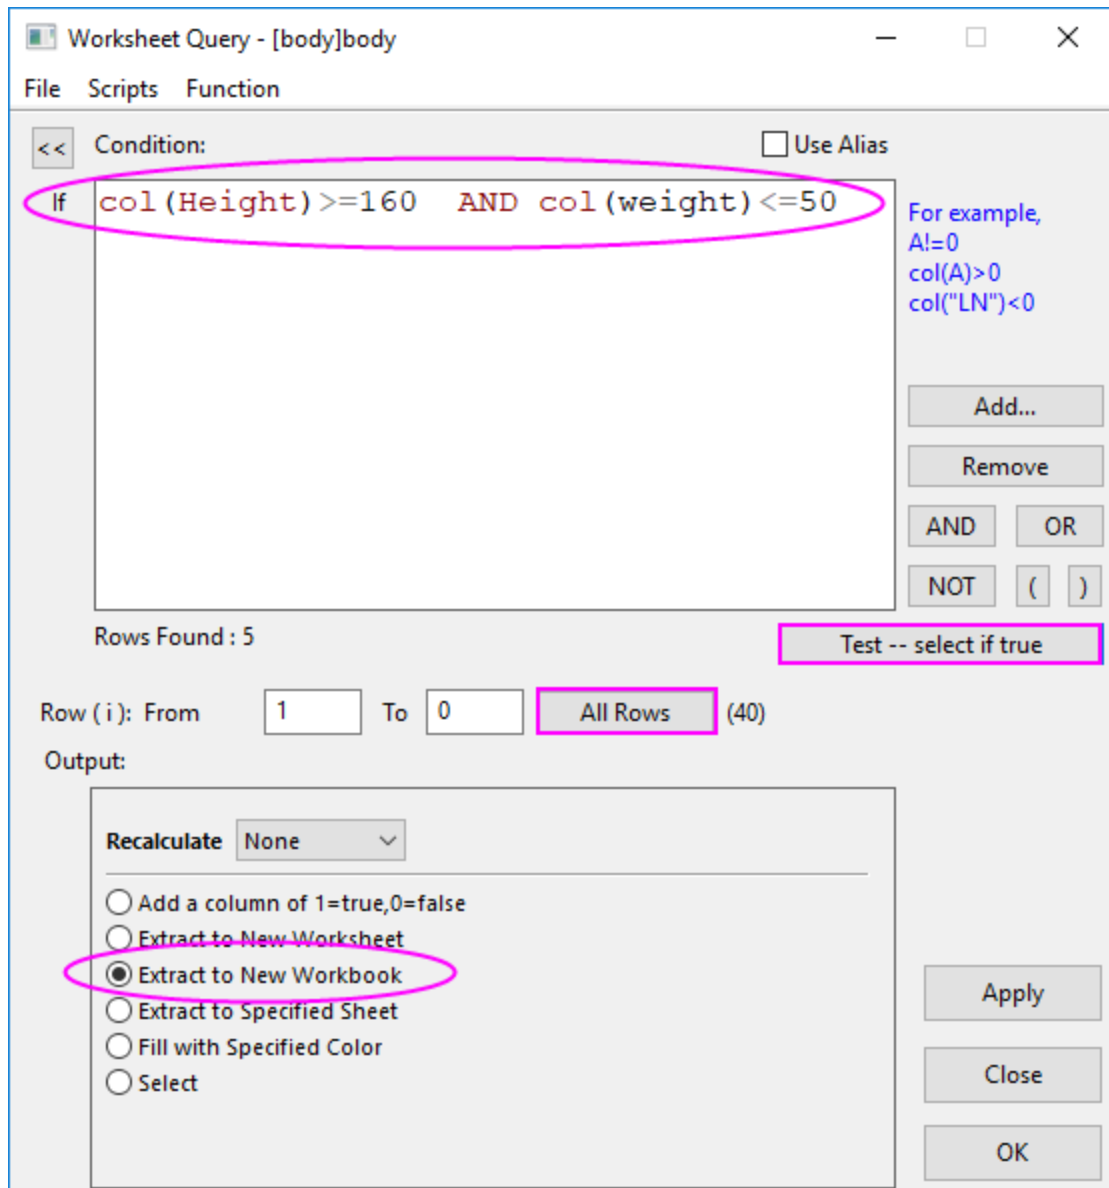 Worksheet Query - [body]body
File Scripts Function
<< Condition: Use Alias
If col(Height)>=160  AND col(weight)<=50
For example,
A!=0
col(A)>0
col("LN")<0
Add...
Remove
AND OR
NOT ( )
Rows Found : 5
Test -- select if true
Row ( i ): From 1 To 0 All Rows (40)
Output:
Recalculate None
Add a column of 1=true,0=false
Extract to New Worksheet
Extract to New Workbook
Extract to Specified Sheet
Fill with Specified Color
Select
Apply
Close
OK